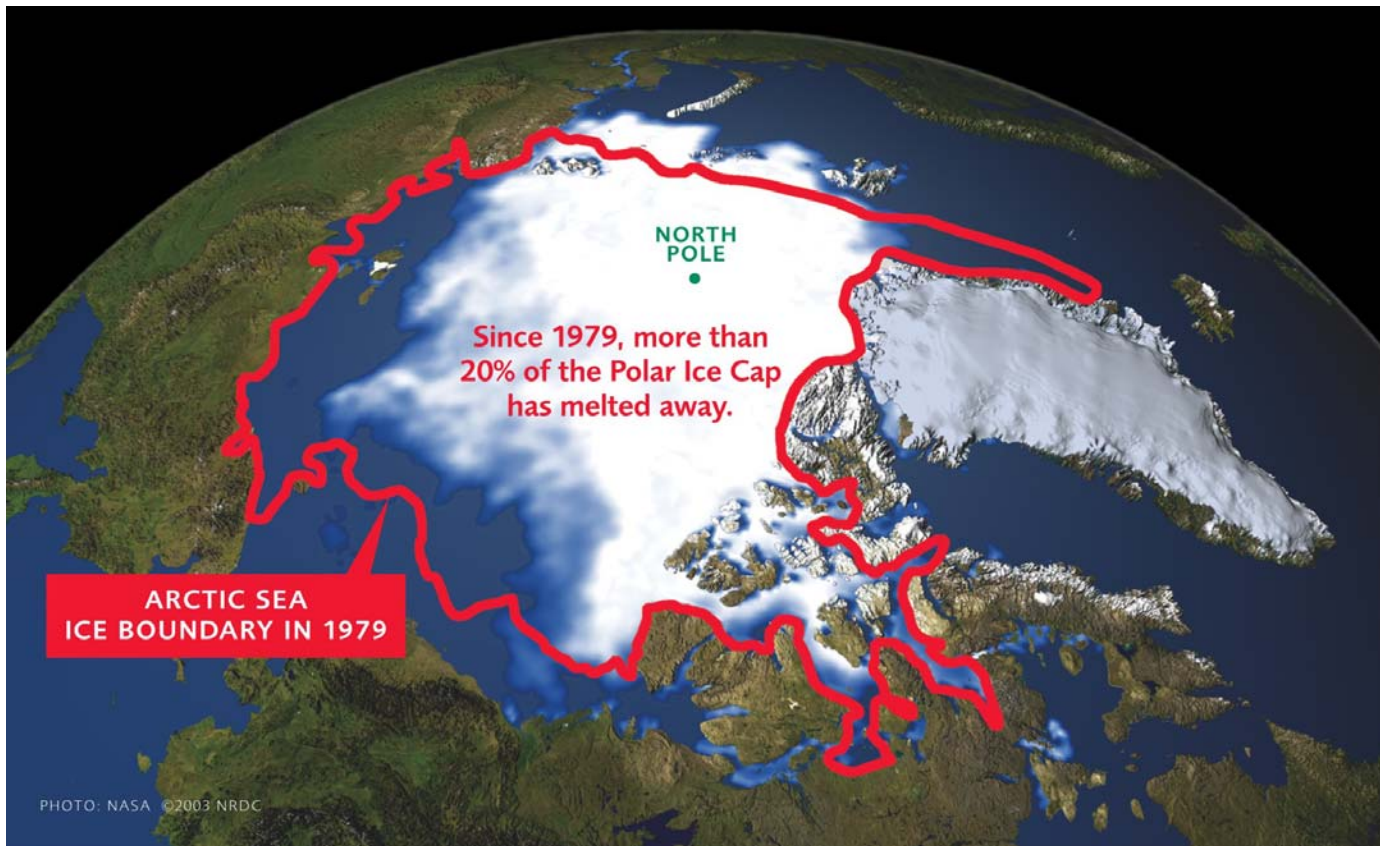 NORTH
POLE
Since 1979, more than
20% of the Polar Ice Cap
has melted away.
ARCTIC SEA
ICE BOUNDARY IN 1979
PHOTO: NASA ©2003 NRDC